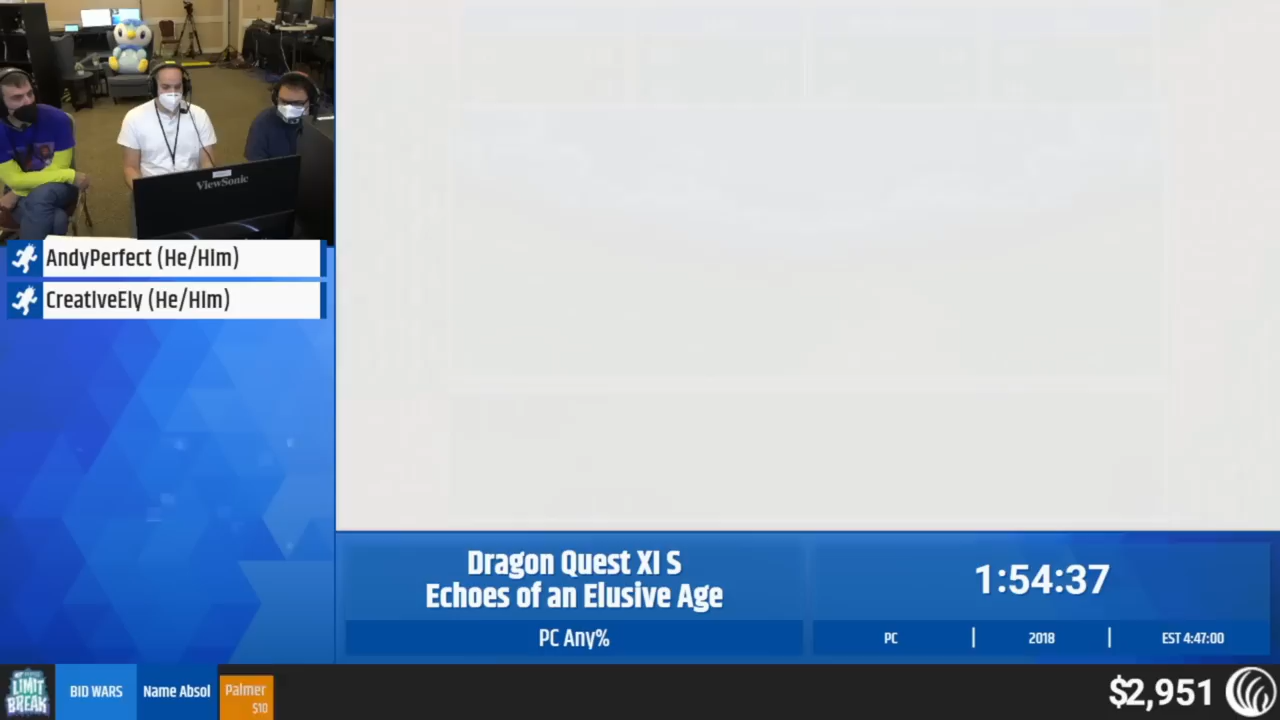 ViewSonic
AndyPerfect (He/HIm)
CreatIveEly (He/HIm)
Dragon Quest XI S
Echoes of an Elusive Age
PC Any%
1:54:37
PC | 2018 | EST 4:47:00
LIMIT
BREAK
BID WARS
Name Absol
Palmer
$10
$2,951